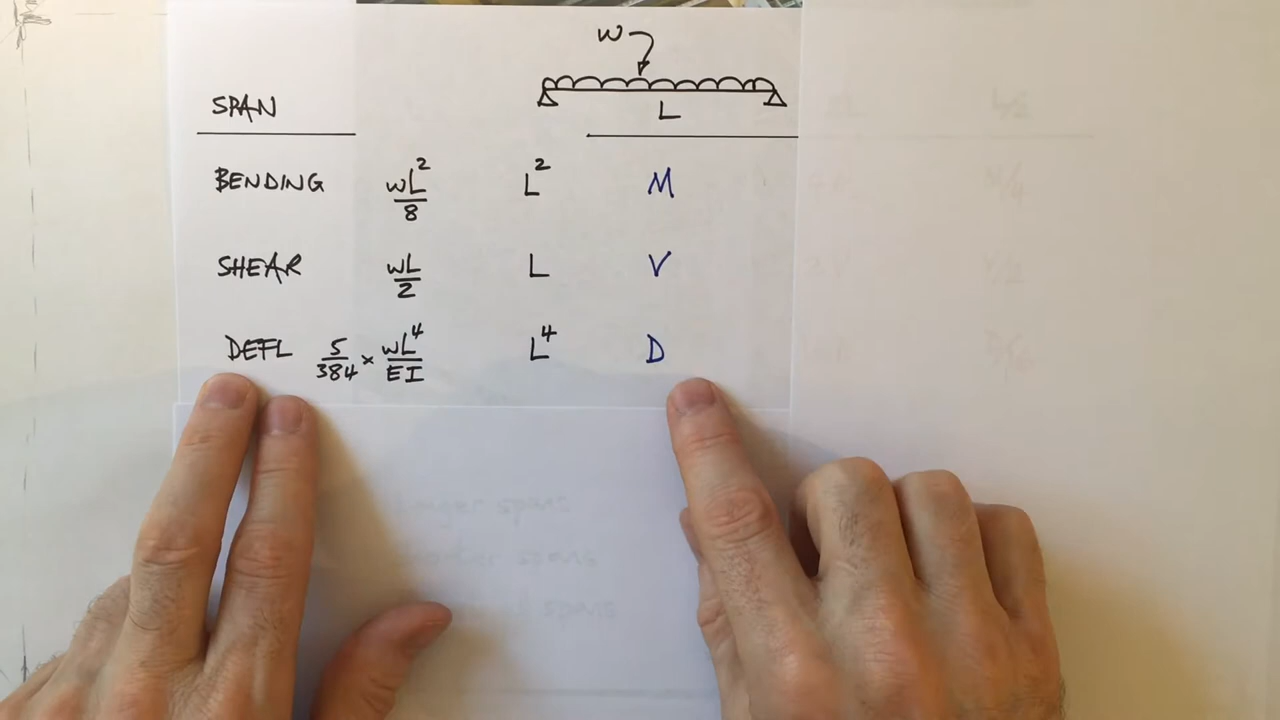 w
L
SPAN
BENDING wL²/8 L² M
SHEAR wL/2 L V
DEFL 5/384 × wL⁴/EI L⁴ D